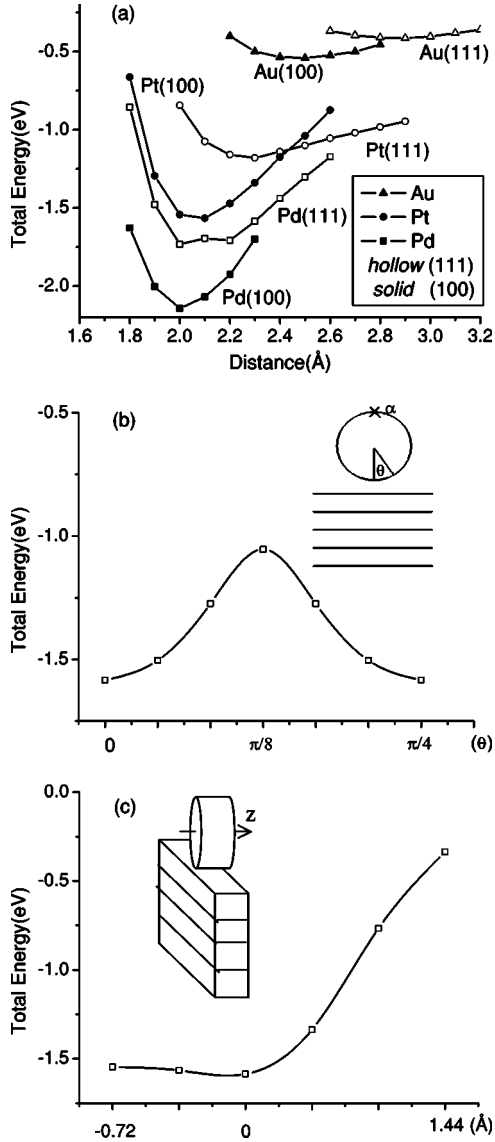 (a)
Total Energy(eV)
-0.5
-1.0
-1.5
-2.0
Au(111)
Au(100)
Pt(100)
Pt(111)
Pd(111)
Pd(100)
Au
Pt
Pd
hollow (111)
solid (100)
1.6 1.8 2.0 2.2 2.4 2.6 2.8 3.0 3.2
Distance(Å)
(b)
Total Energy(eV)
-0.5
-1.0
-1.5
α
θ
0 π/8 π/4 (θ)
(c)
Total Energy(eV)
0.0
-0.5
-1.0
-1.5
z
-0.72 0 1.44 (Å)